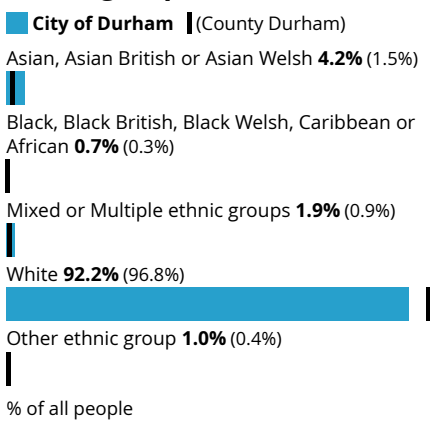 City of Durham (County Durham)
Asian, Asian British or Asian Welsh 4.2% (1.5%)
Black, Black British, Black Welsh, Caribbean or
African 0.7% (0.3%)
Mixed or Multiple ethnic groups 1.9% (0.9%)
White 92.2% (96.8%)
Other ethnic group 1.0% (0.4%)
% of all people